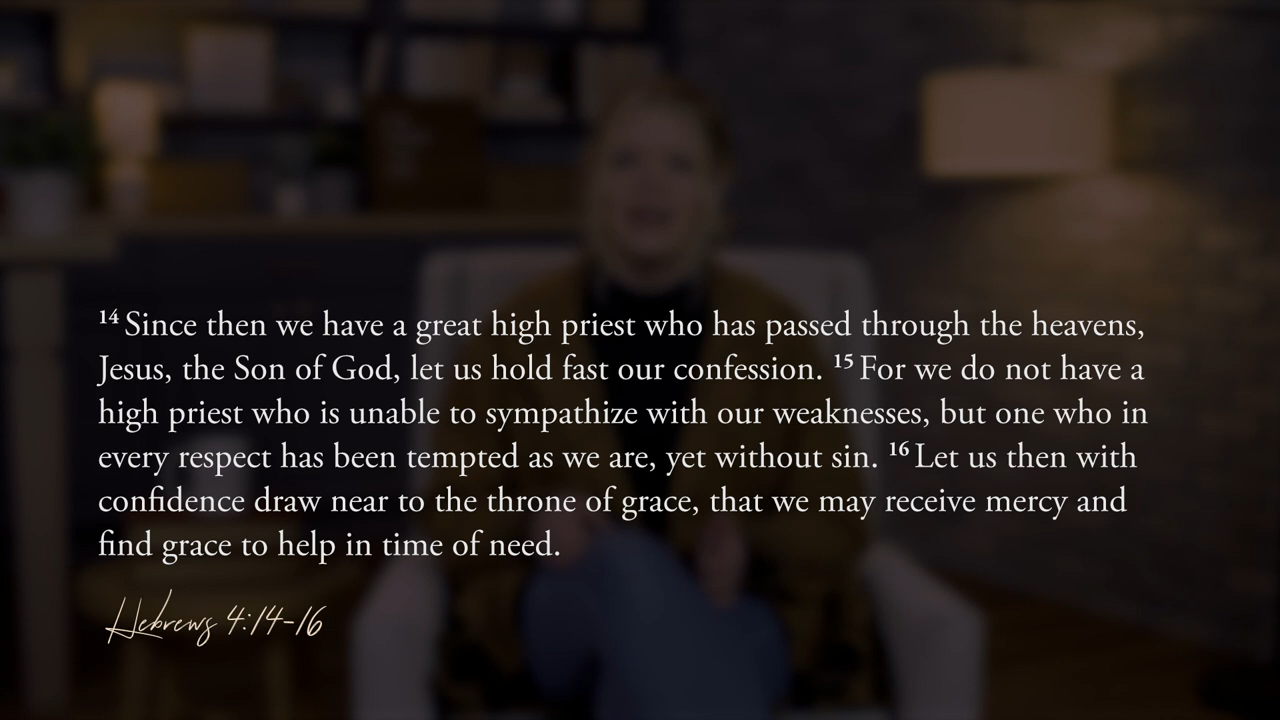 ¹⁴ Since then we have a great high priest who has passed through the heavens,
Jesus, the Son of God, let us hold fast our confession. ¹⁵ For we do not have a
high priest who is unable to sympathize with our weaknesses, but one who in
every respect has been tempted as we are, yet without sin. ¹⁶ Let us then with
confidence draw near to the throne of grace, that we may receive mercy and
find grace to help in time of need.
Hebrews 4:14-16